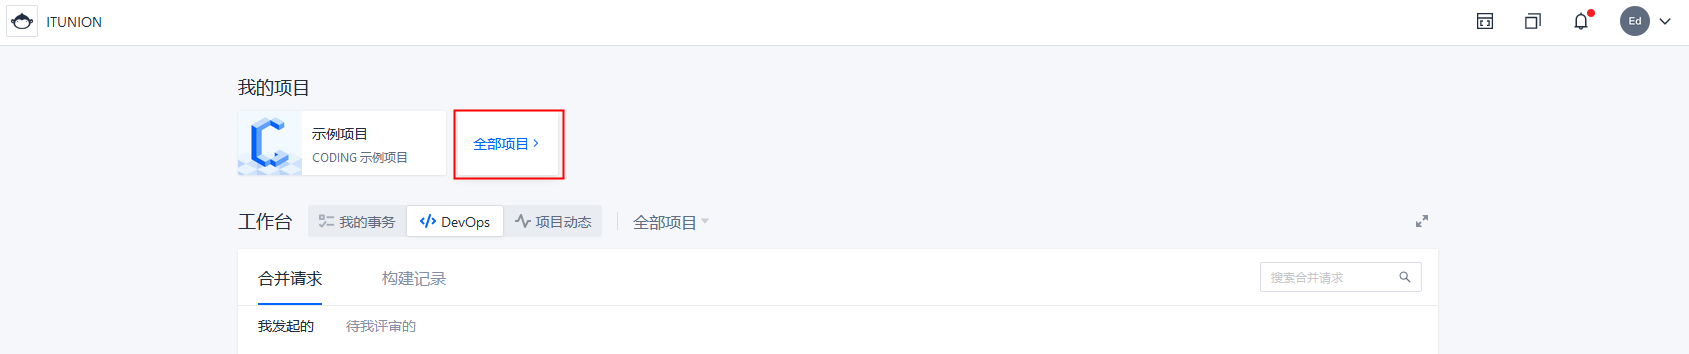 ITUNION
Ed
我的项目
示例项目
CODING 示例项目
全部项目 >
工作台
我的事务
DevOps
项目动态
全部项目
合并请求
构建记录
搜索合并请求
我发起的
待我评审的